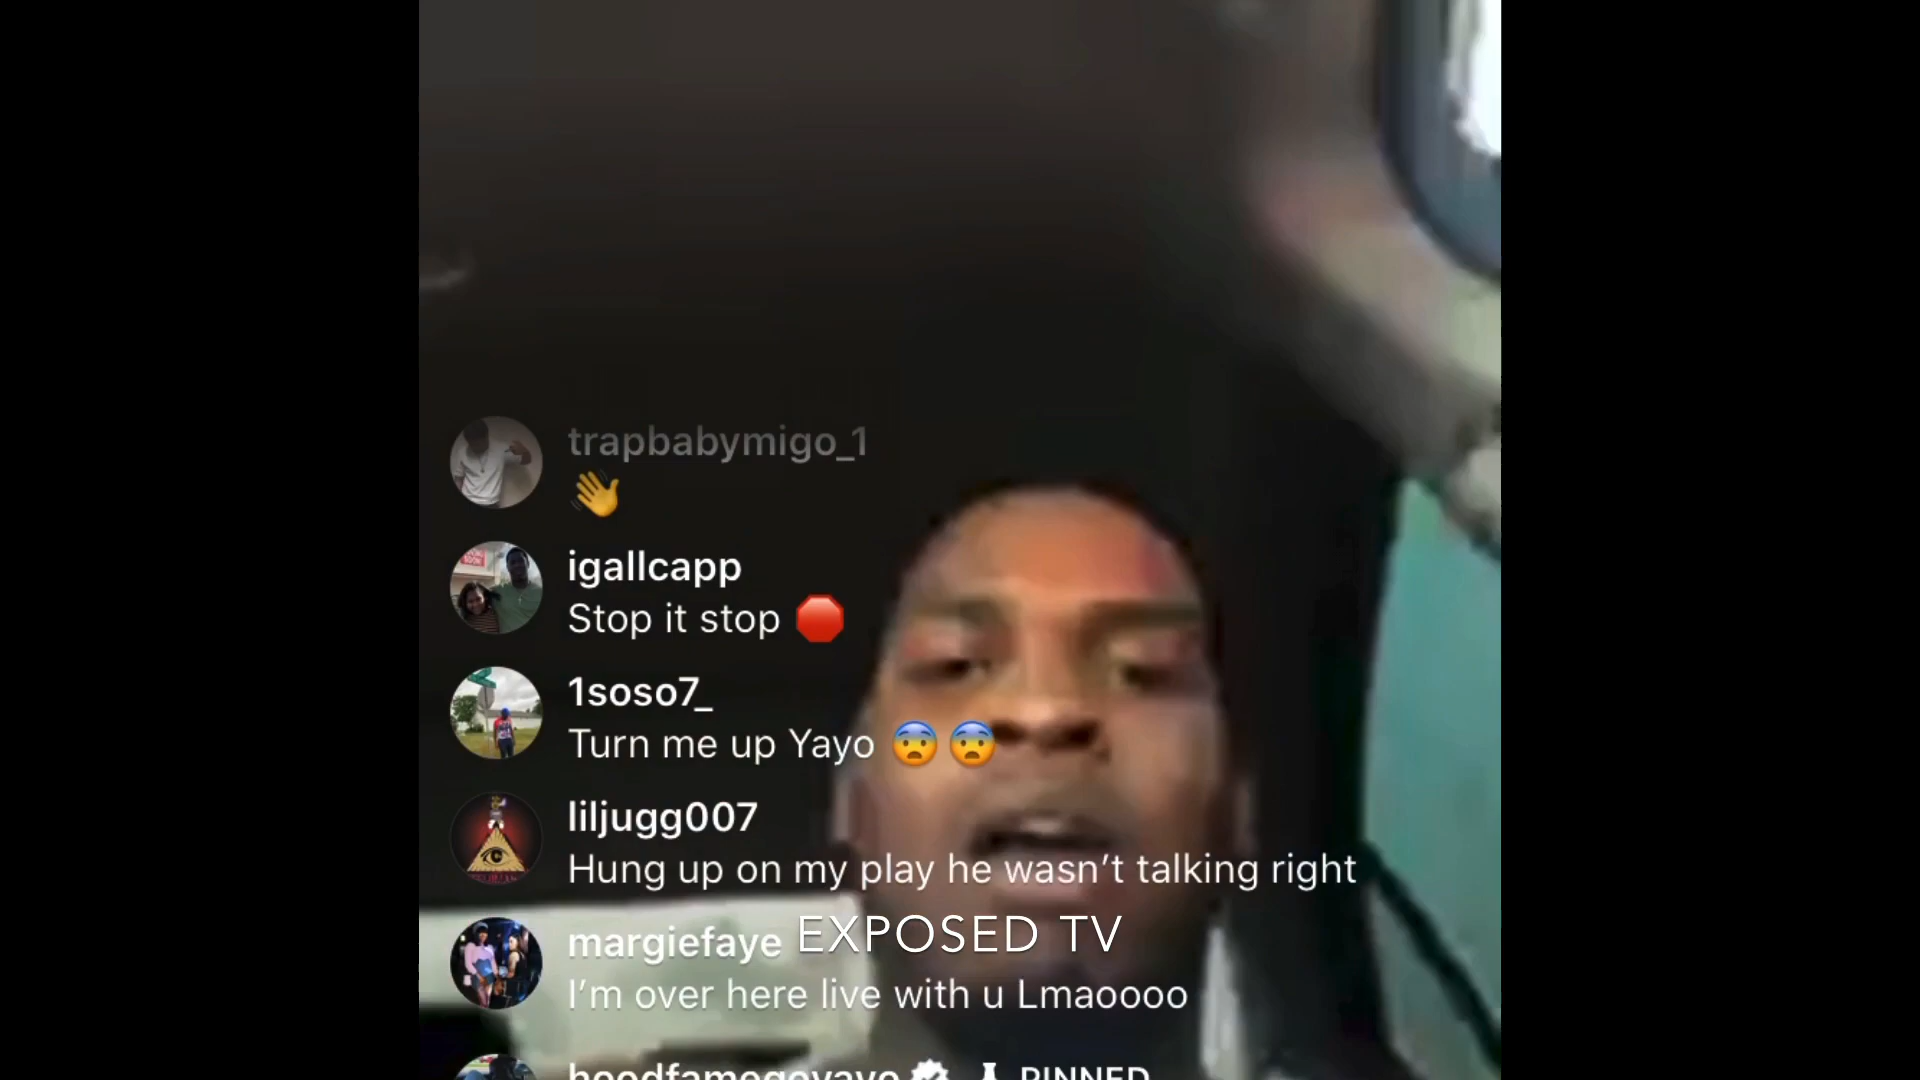 trapbabymigo_1
👋
igallcapp
Stop it stop 🛑
1soso7_
Turn me up Yayo 😨😨
liljugg007
Hung up on my play he wasn't talking right
margiefaye
EXPOSED TV
I'm over here live with u Lmaoooo
hoodfamegoyayo PINNED